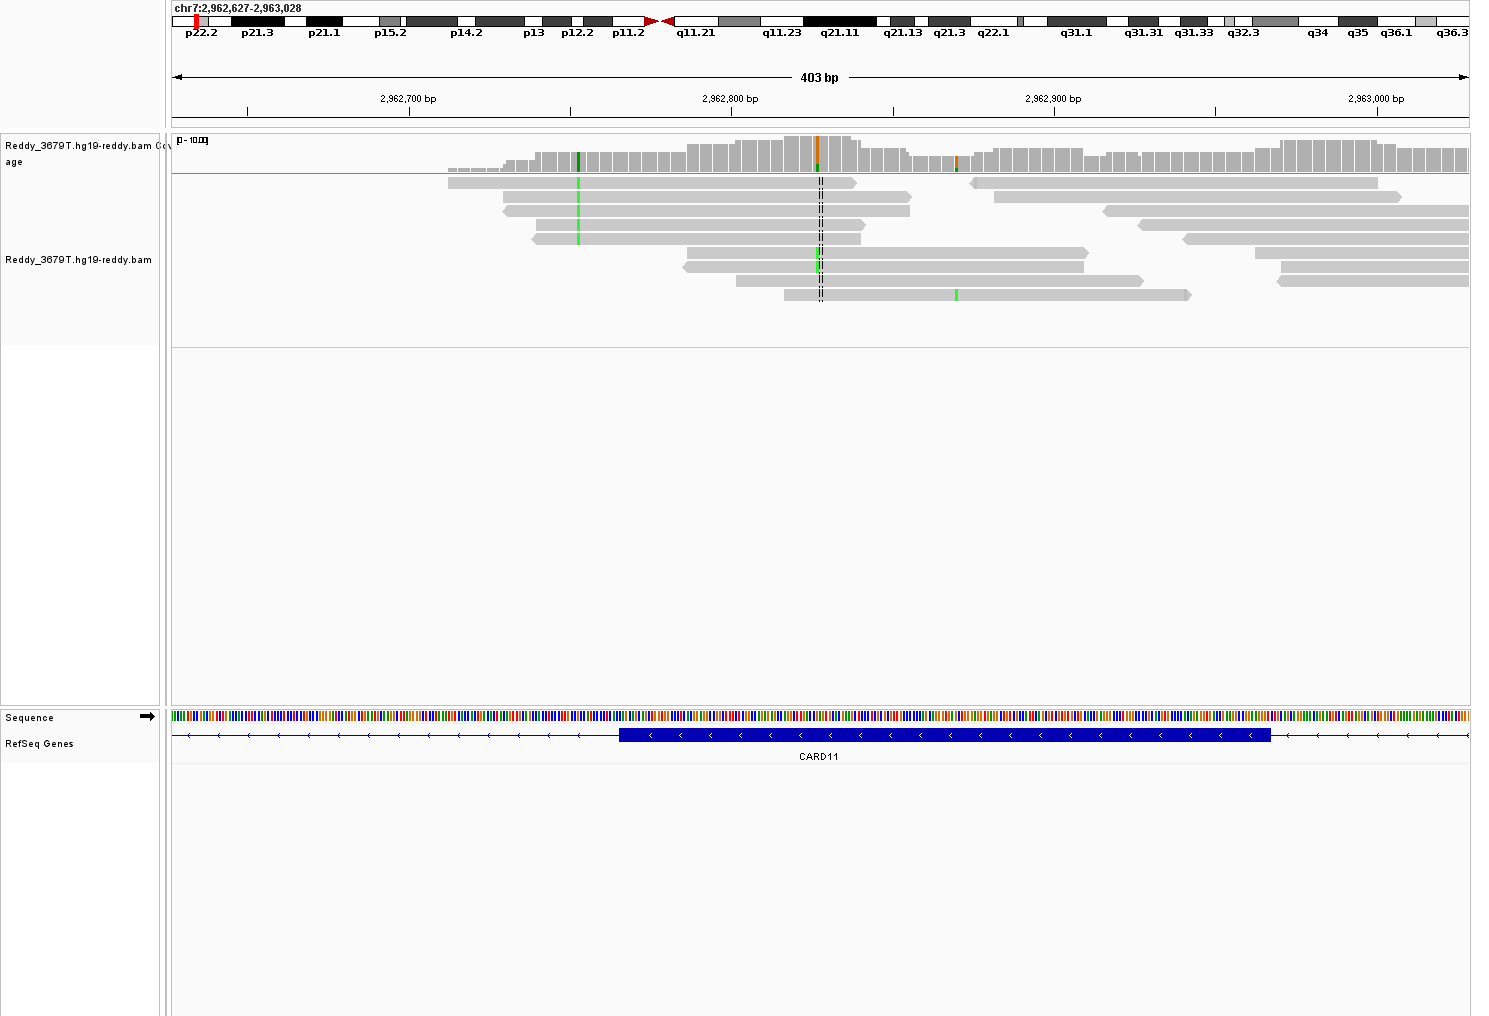 chr7:2,962,627-2,963,028
p22.2 p21.3 p21.1 p15.2 p14.2 p13 p12.2 p11.2 q11.21 q11.23 q21.11 q21.13 q21.3 q22.1 q31.1 q31.31 q31.33 q32.3 q34 q35 q36.1 q36.3
403 bp
2,962,700 bp 2,962,800 bp 2,962,900 bp 2,963,000 bp
[0 - 10.00]
Reddy_3679T.hg19-reddy.bam Cov
age
Reddy_3679T.hg19-reddy.bam
Sequence
RefSeq Genes
CARD11